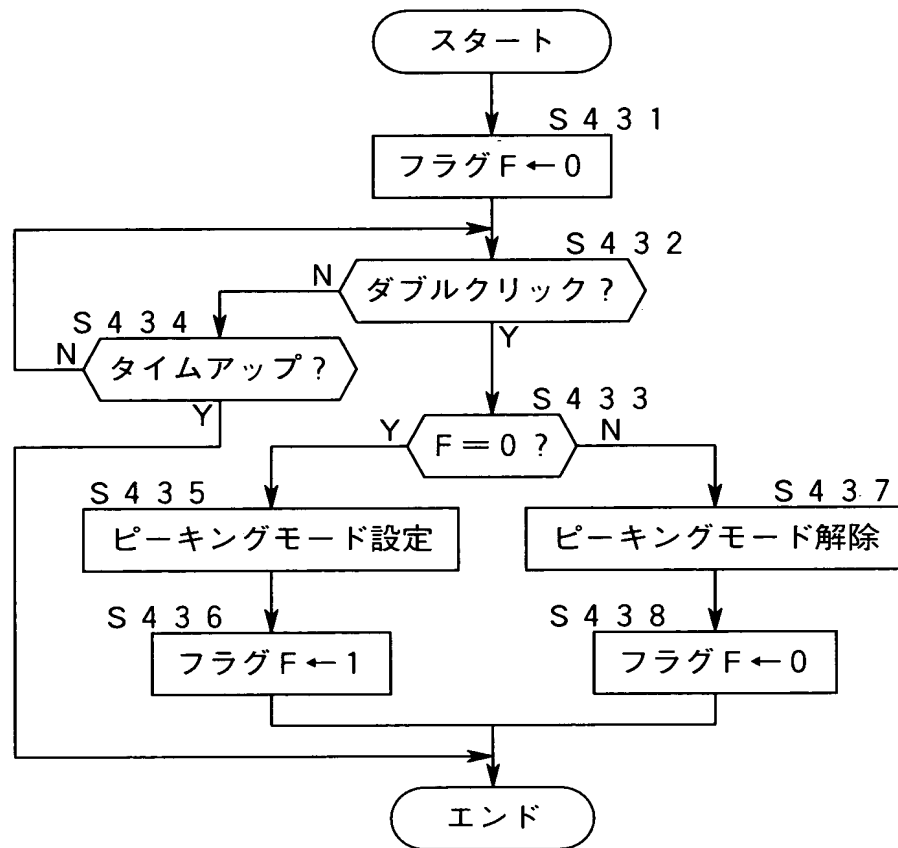 スタート
S431
フラグF←0
S432
ダブルクリック?
N
Y
S434
タイムアップ?
N
Y
S433
F=0?
Y
N
S435
ピーキングモード設定
S437
ピーキングモード解除
S436
フラグF←1
S438
フラグF←0
エンド